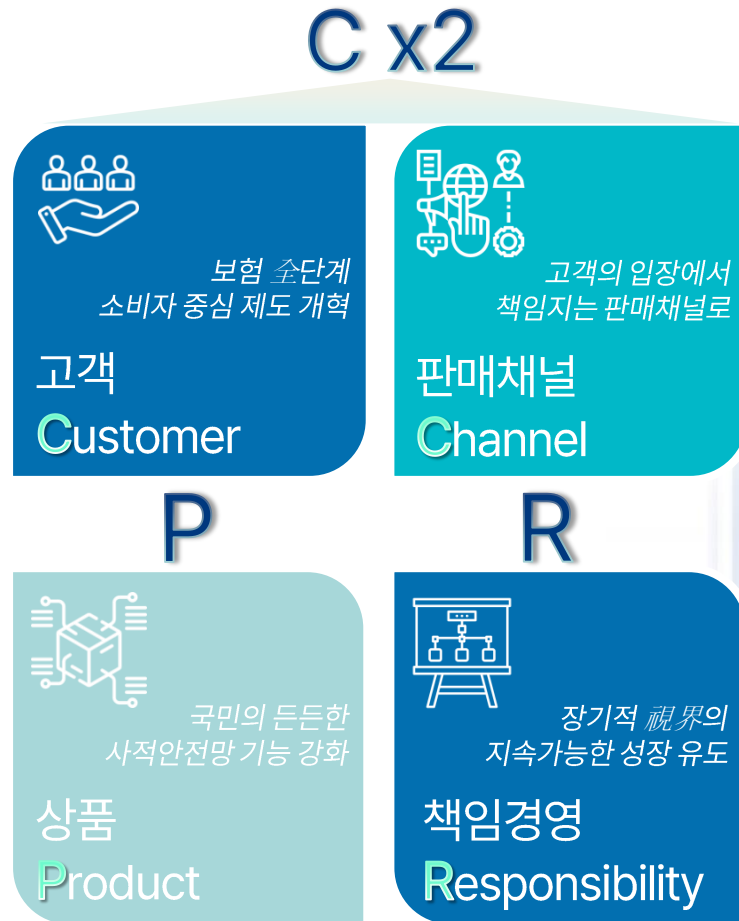 C x2
보험 全단계
소비자 중심 제도 개혁
고객
Customer
고객의 입장에서
책임지는 판매채널로
판매채널
Channel
P
R
국민의 든든한
사적안전망 기능 강화
상품
Product
장기적 視界의
지속가능한 성장 유도
책임경영
Responsibility